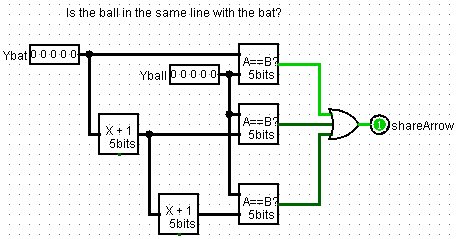 Is the ball in the same line with the bat?
Ybat 0 0 0 0 0
Yball 0 0 0 0 0
A==B?
5bits
X + 1
5bits
A==B?
5bits
1 shareArrow
X + 1
5bits
A==B?
5bits